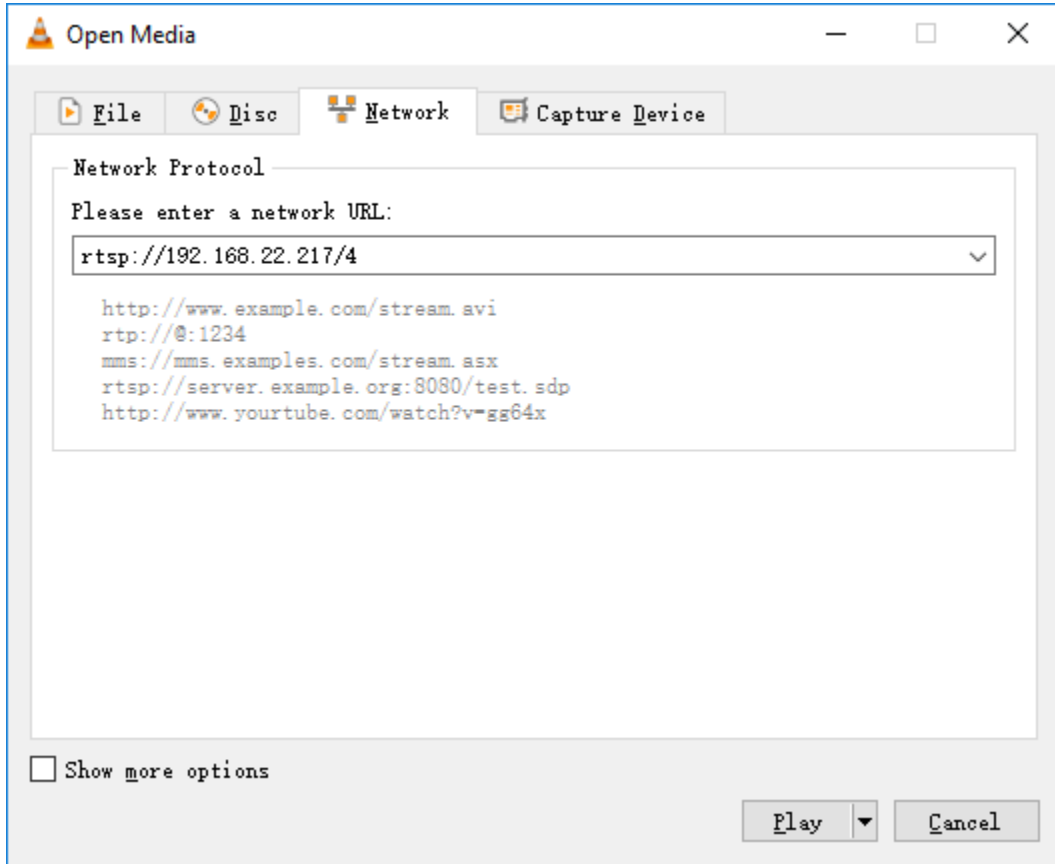 Open Media
File Disc Network Capture Device
Network Protocol
Please enter a network URL:
rtsp://192.168.22.217/4
http://www.example.com/stream.avi
rtp://@:1234
mms://mms.examples.com/stream.asx
rtsp://server.example.org:8080/test.sdp
http://www.yourtube.com/watch?v=gg64x
Show more options
Play Cancel